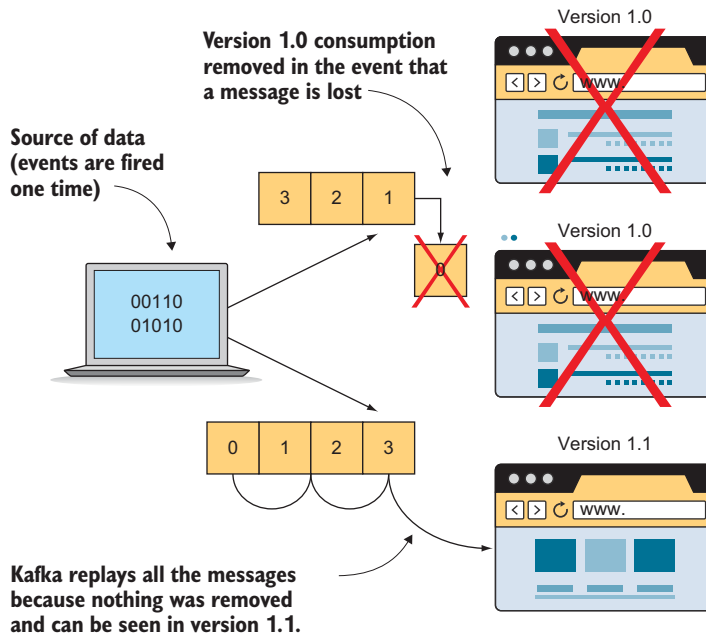 Version 1.0
Version 1.0 consumption
removed in the event that
a message is lost
www.
Source of data
(events are fired
one time)
3 2 1
0
Version 1.0
www.
00110
01010
0 1 2 3
Version 1.1
www.
Kafka replays all the messages
because nothing was removed
and can be seen in version 1.1.